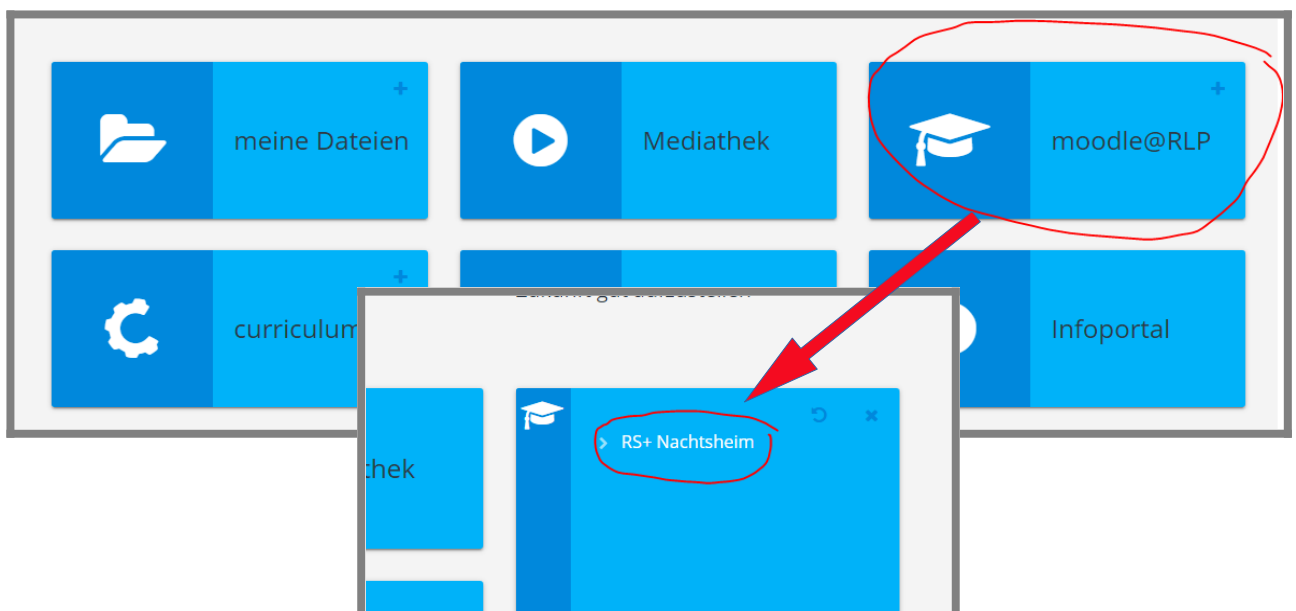 meine Dateien
Mediathek
moodle@RLP
curriculum
Infoportal
RS+ Nachtsheim
thek